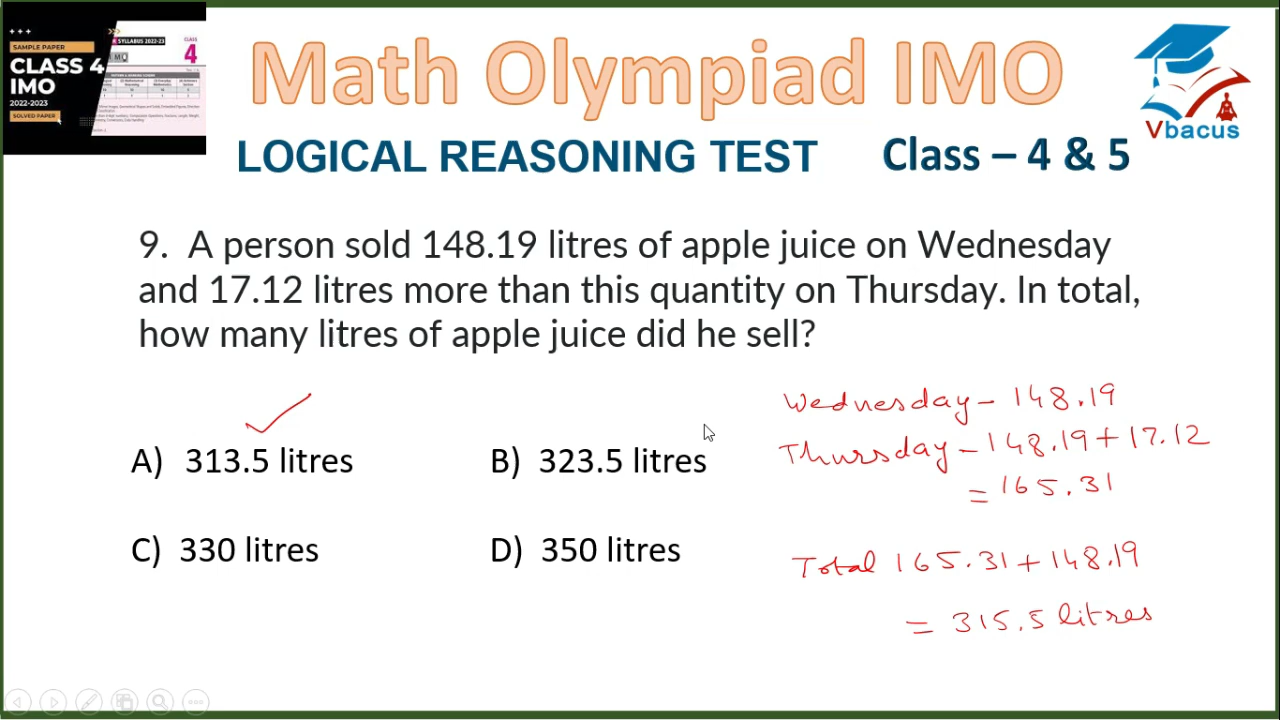 + + +
SAMPLE PAPER
CLASS 4
IMO
2022-2023
SOLVED PAPER
SYLLABUS 2022-23
CLASS
4
Math Olympiad IMO
Vbacus
LOGICAL REASONING TEST Class – 4 & 5
9. A person sold 148.19 litres of apple juice on Wednesday
and 17.12 litres more than this quantity on Thursday. In total,
how many litres of apple juice did he sell?
A) 313.5 litres B) 323.5 litres
C) 330 litres D) 350 litres
Wednesday - 148.19
Thursday - 148.19 + 17.12
= 165.31
Total 165.31 + 148.19
= 315.5 litres